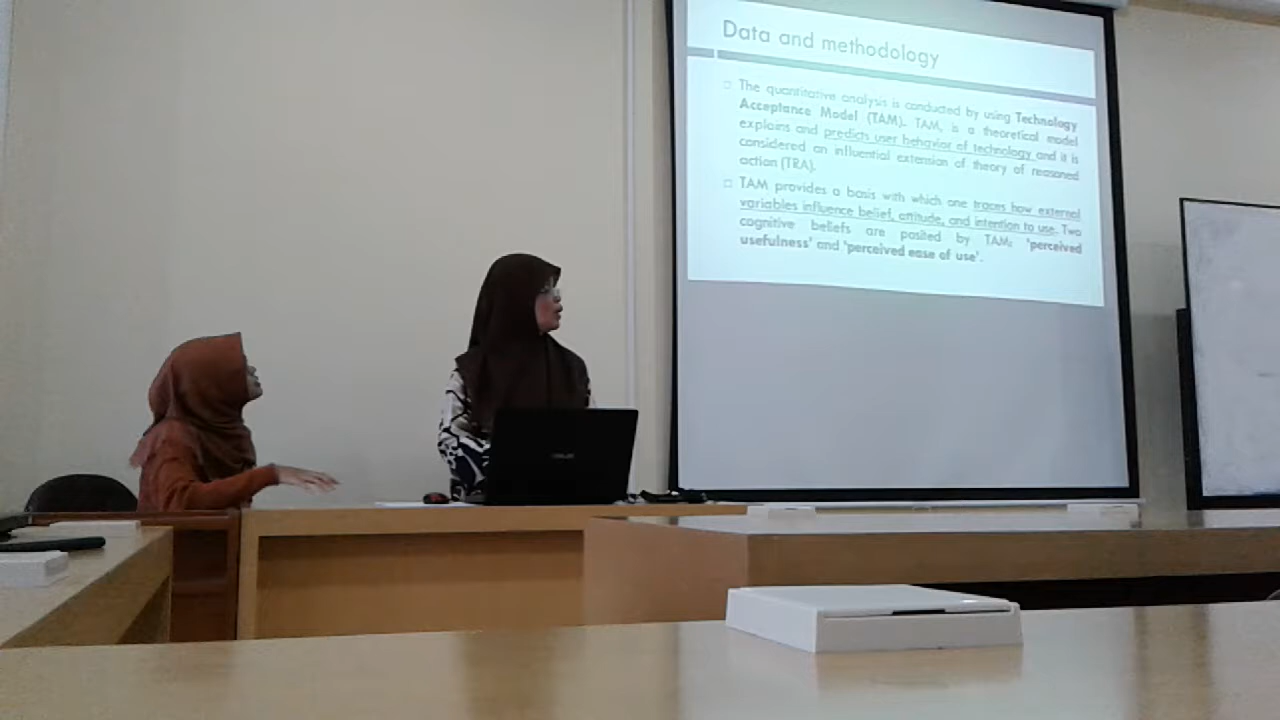 Data and methodology
The quantitative analysis is conducted by using Technology
Acceptance Model (TAM). TAM, is a theoretical model
explains and predicts user behavior of technology and it is
considered an influential extension of theory of reasoned
action (TRA).
TAM provides a basis with which one traces how external
variables influence belief, attitude, and intention to use. Two
cognitive beliefs are posited by TAM: 'perceived
usefulness' and 'perceived ease of use'.
ASUS